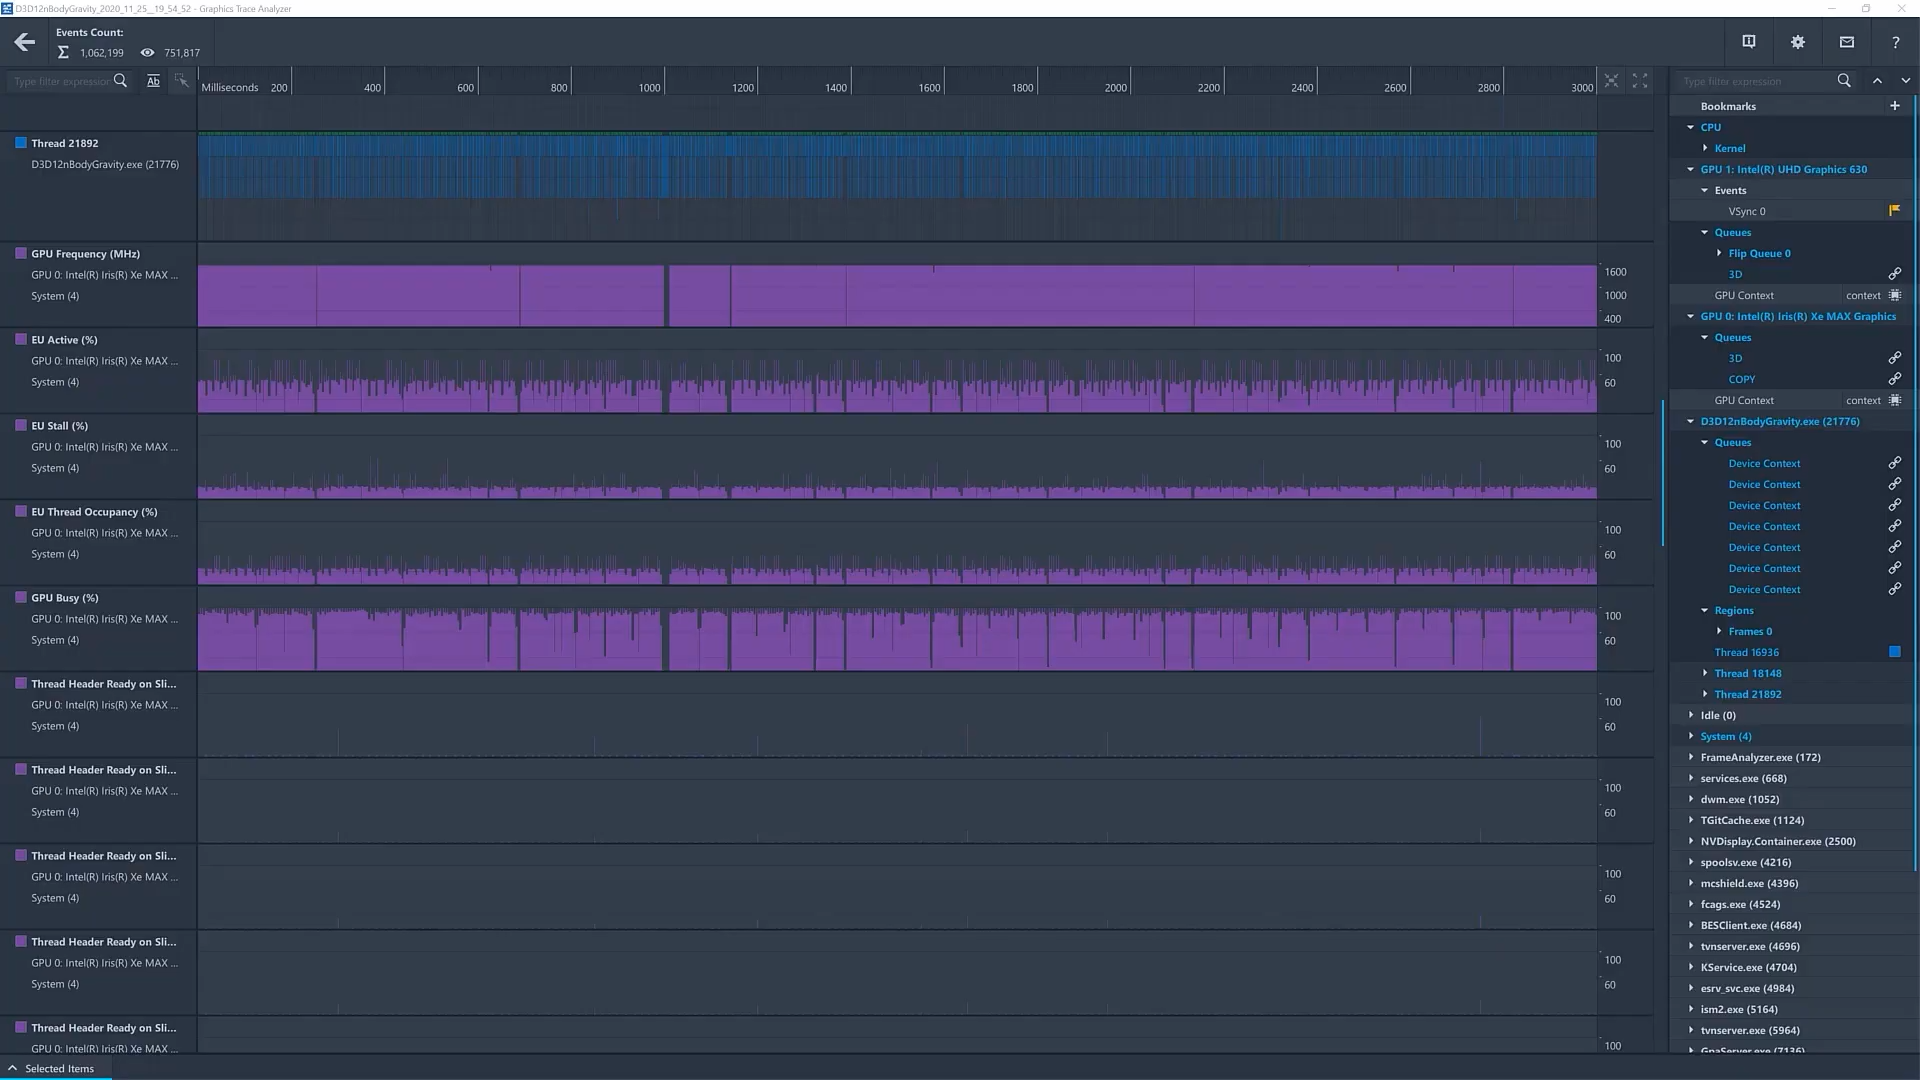 D3D12nBodyGravity_2020_11_25__19_54_52 - Graphics Trace Analyzer
Events Count:
Σ 1,062,199 751,817
?
Type filter expression
Ab
Milliseconds 200 400 600 800 1000 1200 1400 1600 1800 2000 2200 2400 2600 2800 3000
Thread 21892
D3D12nBodyGravity.exe (21776)
GPU Frequency (MHz)
GPU 0: Intel(R) Iris(R) Xe MAX ...
System (4)
1600
1000
400
EU Active (%)
GPU 0: Intel(R) Iris(R) Xe MAX ...
System (4)
100
60
EU Stall (%)
GPU 0: Intel(R) Iris(R) Xe MAX ...
System (4)
100
60
EU Thread Occupancy (%)
GPU 0: Intel(R) Iris(R) Xe MAX ...
System (4)
100
60
GPU Busy (%)
GPU 0: Intel(R) Iris(R) Xe MAX ...
System (4)
100
60
Thread Header Ready on Sli...
GPU 0: Intel(R) Iris(R) Xe MAX ...
System (4)
100
60
Thread Header Ready on Sli...
GPU 0: Intel(R) Iris(R) Xe MAX ...
System (4)
100
60
Thread Header Ready on Sli...
GPU 0: Intel(R) Iris(R) Xe MAX ...
System (4)
100
60
Thread Header Ready on Sli...
GPU 0: Intel(R) Iris(R) Xe MAX ...
System (4)
100
60
Thread Header Ready on Sli...
GPU 0: Intel(R) Iris(R) Xe MAX ...
100
Selected Items
Type filter expression
Bookmarks +
CPU
Kernel
GPU 1: Intel(R) UHD Graphics 630
Events
VSync 0
Queues
Flip Queue 0
3D
GPU Context context
GPU 0: Intel(R) Iris(R) Xe MAX Graphics
Queues
3D
COPY
GPU Context context
D3D12nBodyGravity.exe (21776)
Queues
Device Context
Device Context
Device Context
Device Context
Device Context
Device Context
Device Context
Regions
Frames 0
Thread 16936
Thread 18148
Thread 21892
Idle (0)
System (4)
FrameAnalyzer.exe (172)
services.exe (668)
dwm.exe (1052)
TGitCache.exe (1124)
NVDisplay.Container.exe (2500)
spoolsv.exe (4216)
mcshield.exe (4396)
fcags.exe (4524)
BESClient.exe (4684)
tvnserver.exe (4696)
KService.exe (4704)
esrv_svc.exe (4984)
ism2.exe (5164)
tvnserver.exe (5964)
GnaServer.exe (7136)